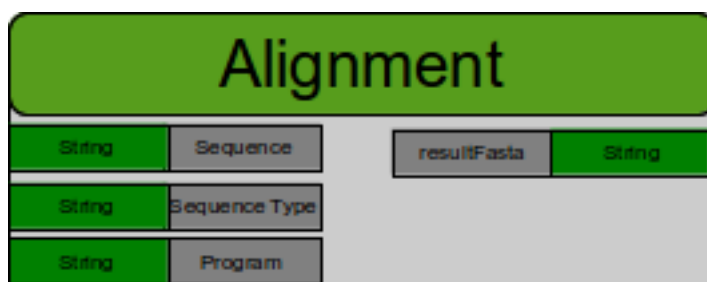 Alignment
String Sequence resultFasta String
String Sequence Type
String Program